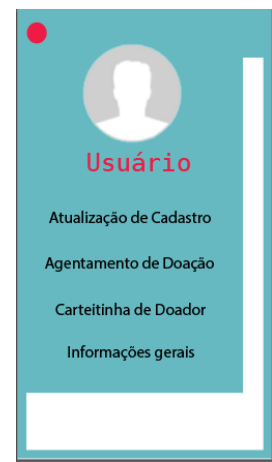 Usuário
Atualização de Cadastro
Agentamento de Doação
Carteitinha de Doador
Informações gerais